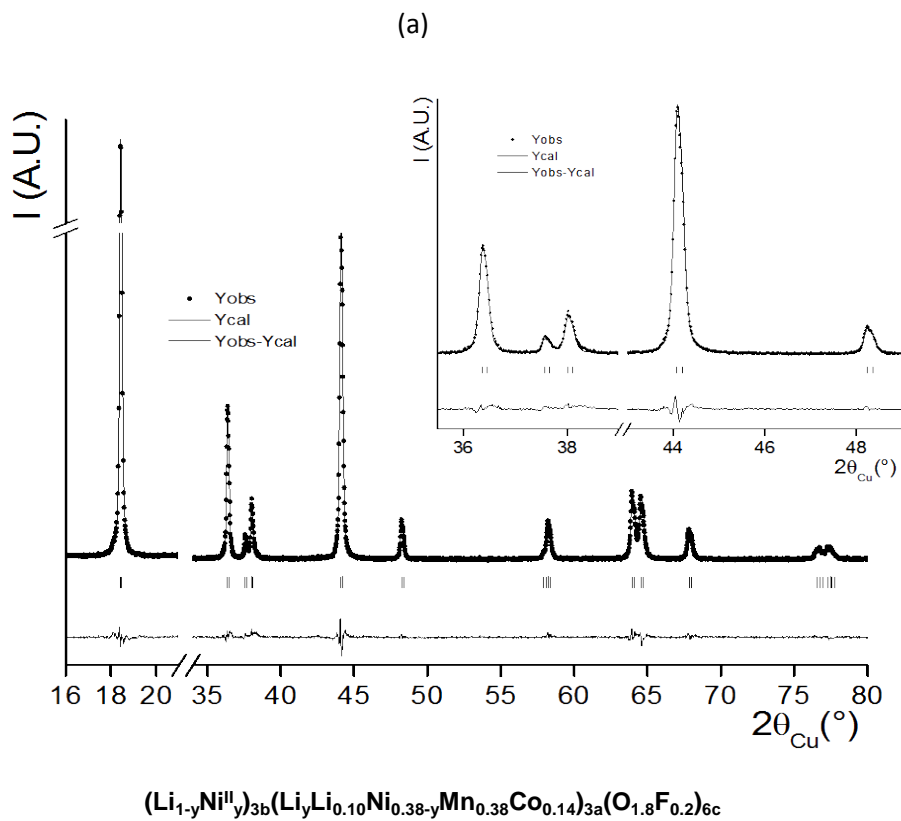 (a)
I (A.U.)
Yobs
Ycal
Yobs-Ycal
36
38
44
46
48
2θCu(°)
I (A.U.)
Yobs
Ycal
Yobs-Ycal
16
18
20
35
40
45
50
55
60
65
70
75
80
2θCu(°)
(Li1-yNiIIy)3b(LiyLi0.10Ni0.38-yMn0.38Co0.14)3a(O1.8F0.2)6c